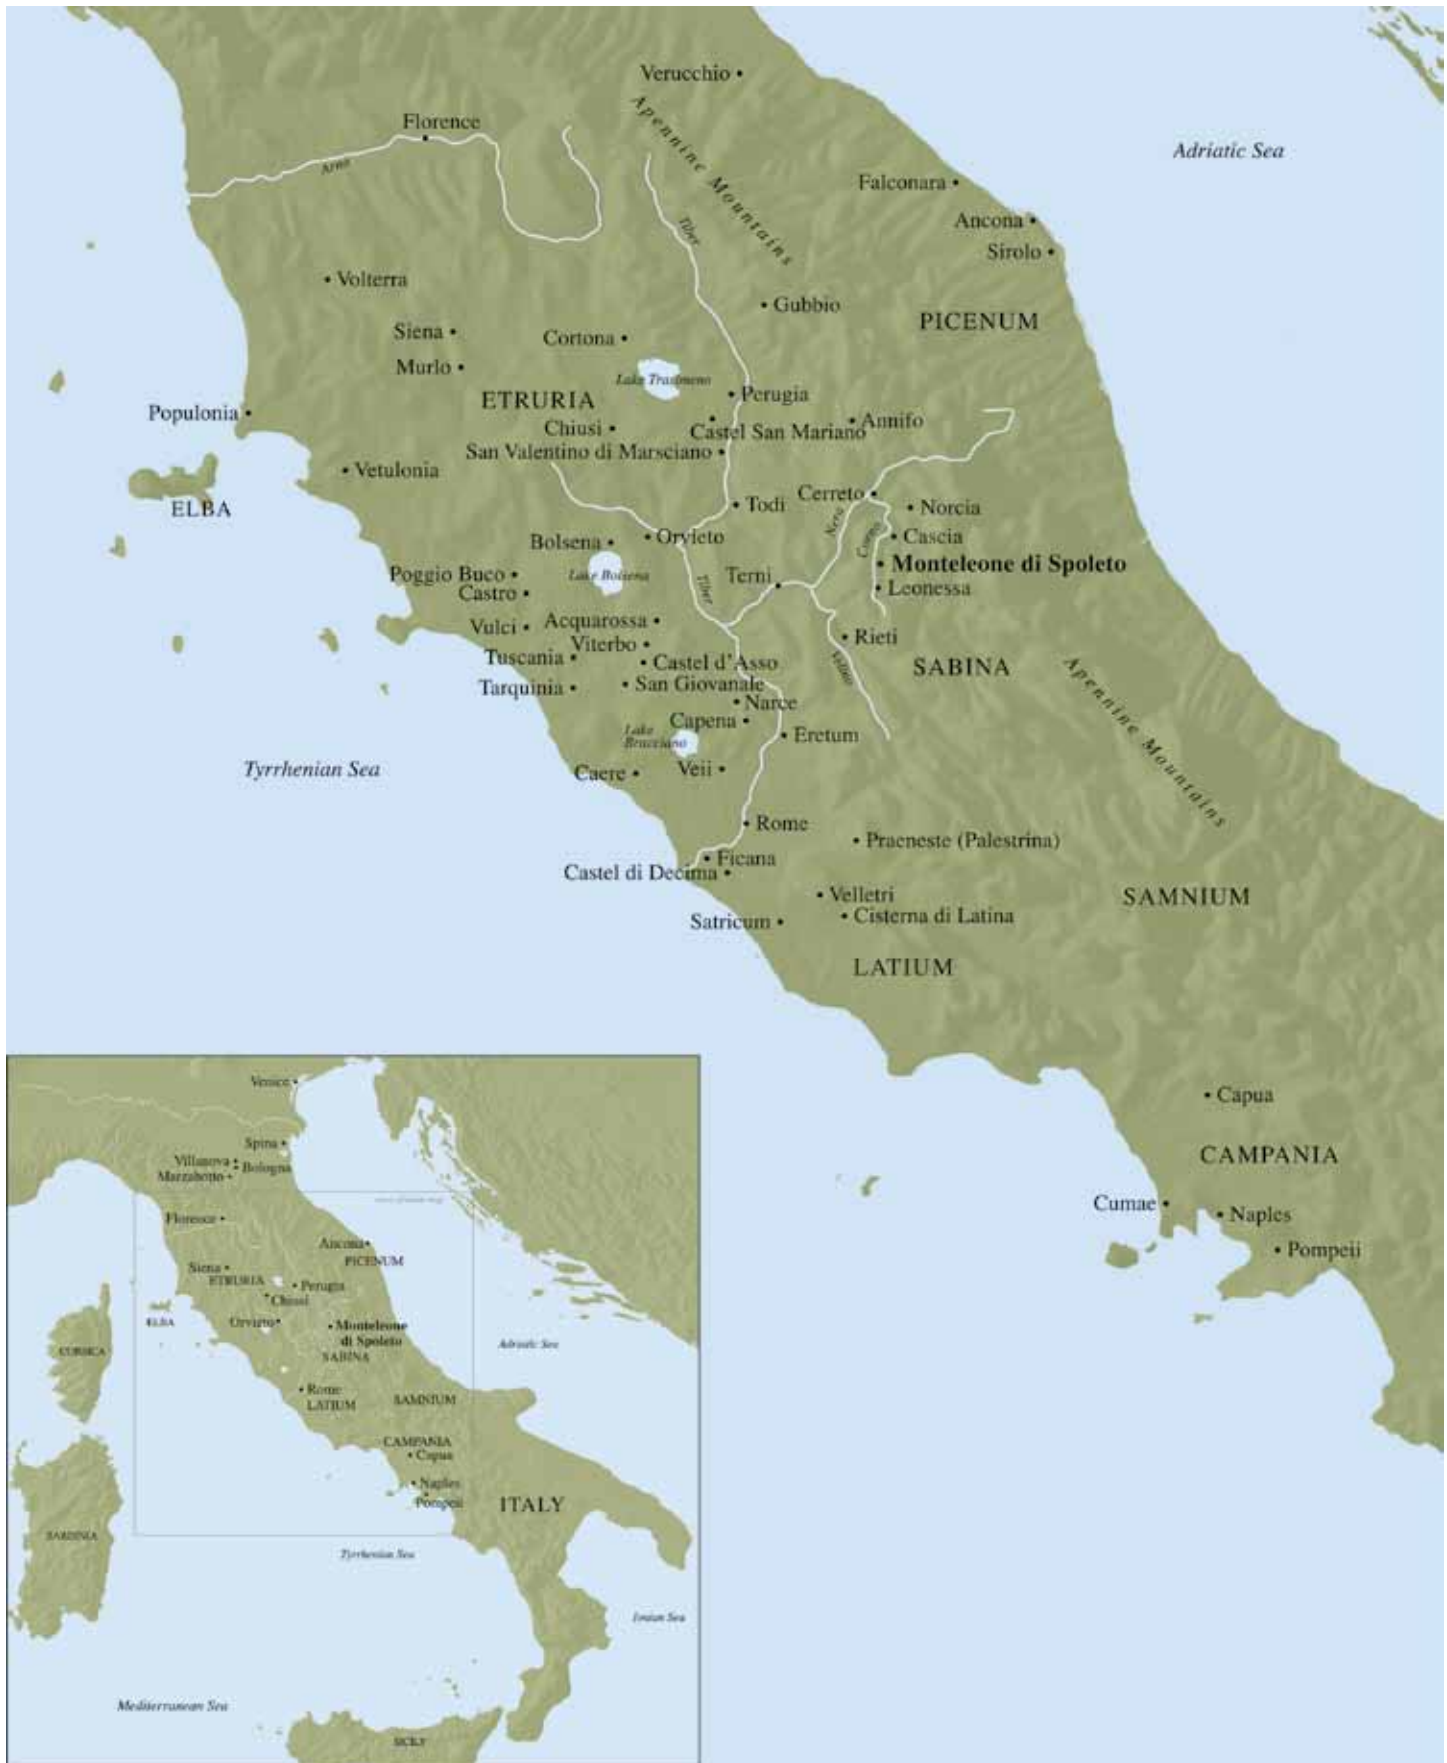 Verucchio
Apennine Mountains
Florence
Adriatic Sea
Arno
Falconara
Ancona
Tiber
Sirolo
Volterra
Gubbio
PICENUM
Siena
Cortona
Murlo
Lake Trasimeno
ETRURIA
Perugia
Populonia
Chiusi
Castel San Mariano
Annifo
San Valentino di Marsciano
Vetulonia
Cerreto
ELBA
Todi
Norcia
Nera
Corno
Bolsena
Orvieto
Cascia
Monteleone di Spoleto
Poggio Buco
Lake Bolsena
Tiber
Terni
Leonessa
Castro
Vulci
Acquarossa
Viterbo
Rieti
Tuscania
Castel d'Asso
Velino
SABINA
Apennine Mountains
Tarquinia
San Giovanale
Narce
Capena
Lake
Bracciano
Eretum
Tyrrhenian Sea
Caere
Veii
Rome
Praeneste (Palestrina)
Ficana
Castel di Decima
Velletri
SAMNIUM
Satricum
Cisterna di Latina
LATIUM
Capua
CAMPANIA
Cumae
Naples
Pompeii
Venice
Spina
Villanova
Bologna
Marzabotto
Florence
Ancona
PICENUM
Siena
ETRURIA
Perugia
Chiusi
ELBA
Orvieto
Monteleone
di Spoleto
Adriatic Sea
CORSICA
SABINA
Rome
LATIUM
SAMNIUM
CAMPANIA
Capua
Naples
Pompeii
ITALY
SARDINIA
Tyrrhenian Sea
Ionian Sea
Mediterranean Sea
SICILY